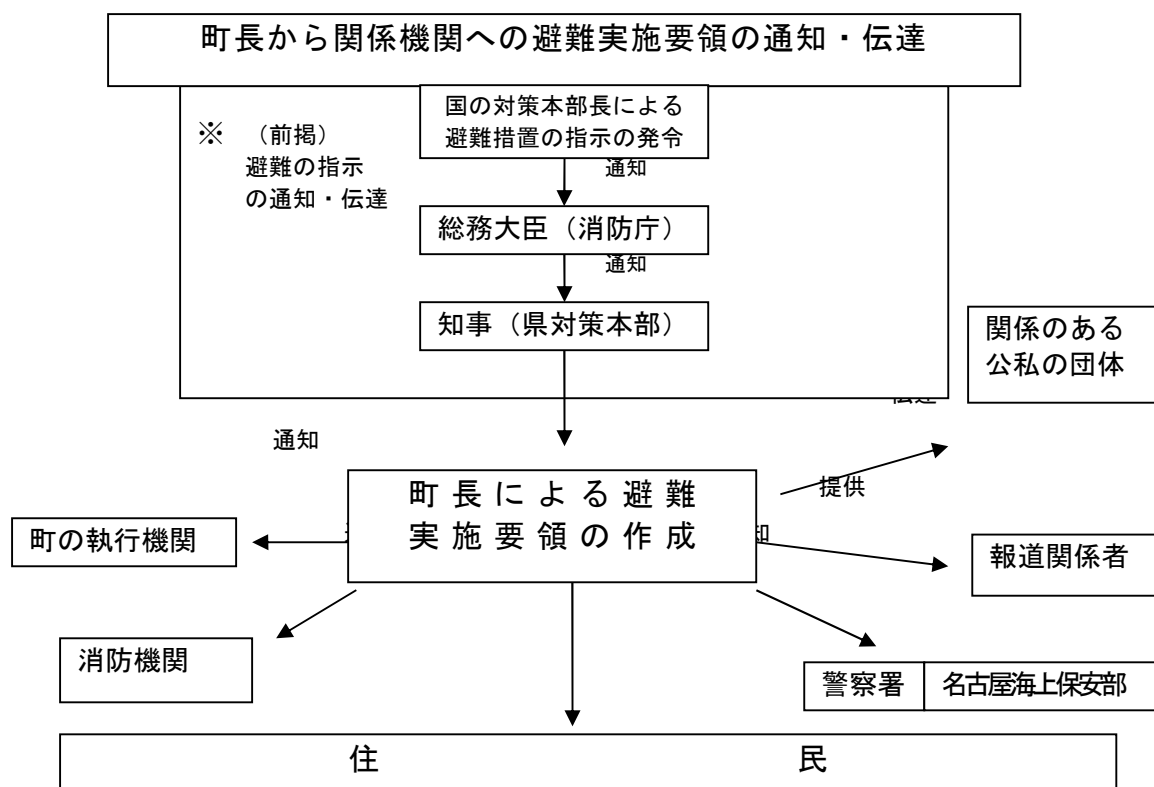 町長から関係機関への避難実施要領の通知・伝達
国の対策本部長による
避難措置の指示の発令
※ （前掲）
避難の指示
の通知・伝達
通知
総務大臣（消防庁）
通知
知事（県対策本部）
関係のある
公私の団体
通知
町長による避難
実施要領の作成
提供
町の執行機関
報道関係者
消防機関
警察署
名古屋海上保安部
住 民